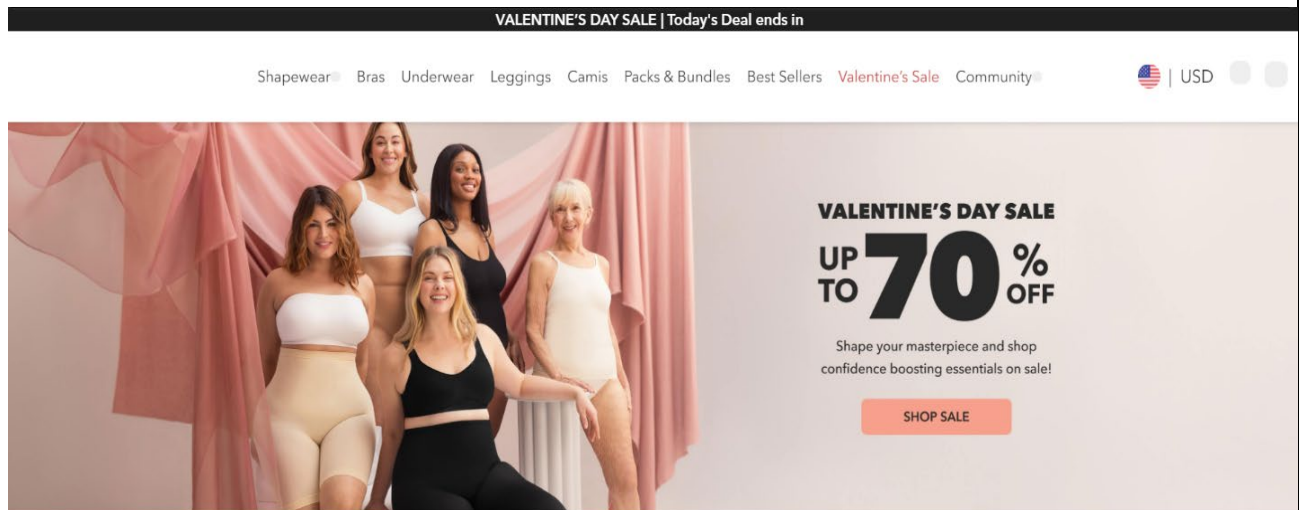 VALENTINE'S DAY SALE | Today's Deal ends in
Shapewear Bras Underwear Leggings Camis Packs & Bundles Best Sellers Valentine's Sale Community | USD
VALENTINE'S DAY SALE
UP TO 70% OFF
Shape your masterpiece and shop
confidence boosting essentials on sale!
SHOP SALE